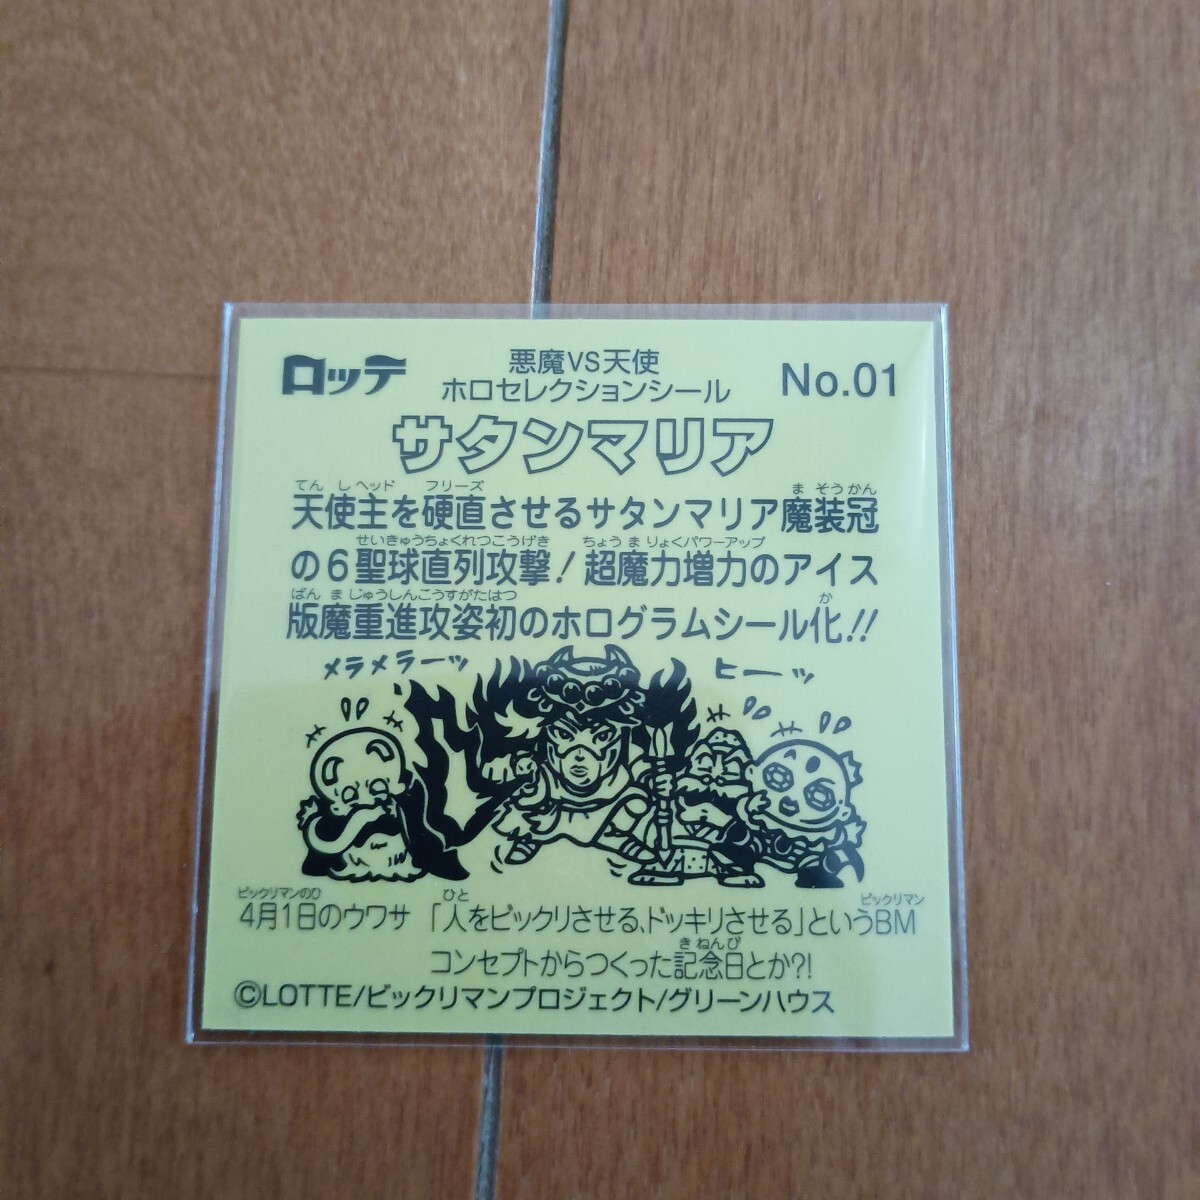 ロッテ 悪魔VS天使 No.01
ホロセレクションシール
サタンマリア
てんしヘッド フリーズ まそうかん
天使主を硬直させるサタンマリア魔装冠
せいきゅうちょくれつこうげき ちょうまりょくパワーアップ
の6聖球直列攻撃！超魔力増力のアイス
ばんまじゅうしんこうすがたはつ か
版魔重進攻姿初のホログラムシール化!!
メラメラーッ ヒーーッ
ビックリマンのひ ひと ビックリマン
4月1日のウワサ 「人をビックリさせる、ドッキリさせる」というBM
きねんび
コンセプトからつくった記念日とか?!
©LOTTE/ビックリマンプロジェクト/グリーンハウス